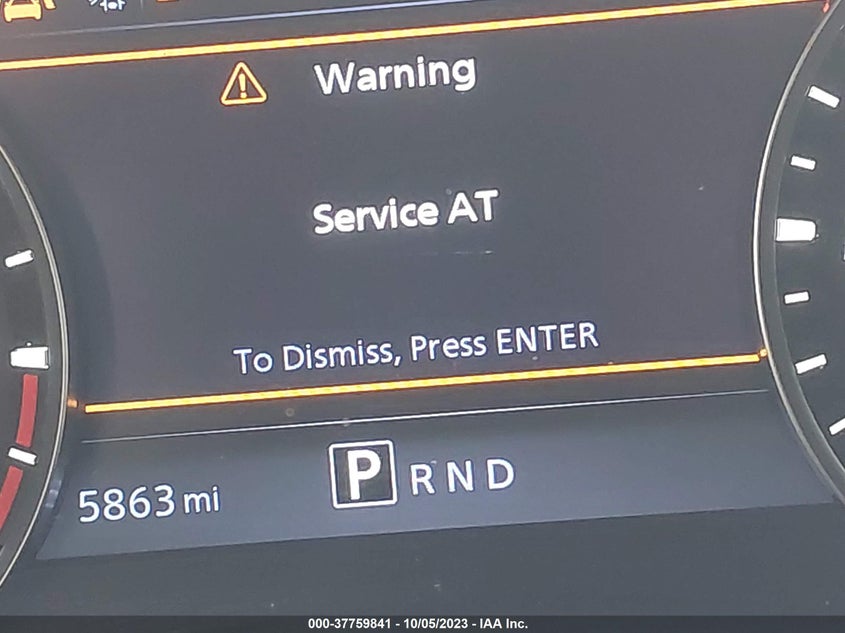 Warning
Service AT
To Dismiss, Press ENTER
P R N D
5863 mi
000-37759841 - 10/05/2023 - IAA Inc.